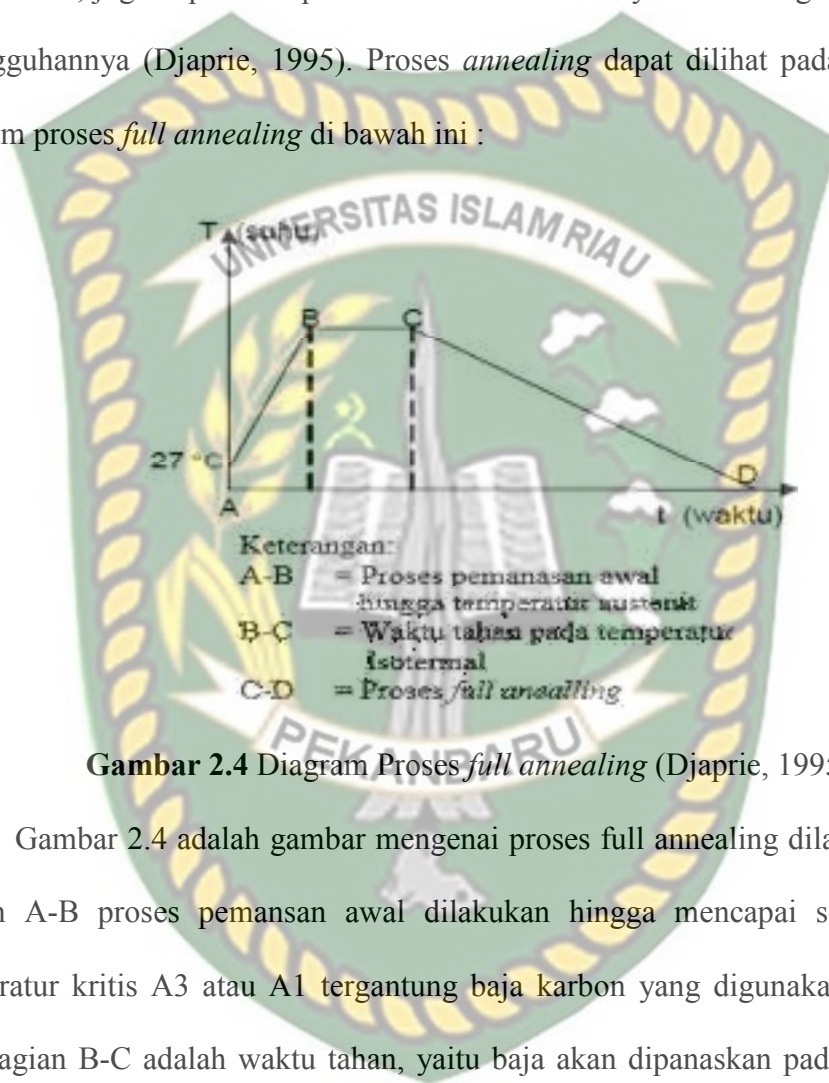 gguhannya (Djaprie, 1995). Proses annealing dapat dilihat pada
m proses full annealing di bawah ini :
UNIVERSITAS ISLAM RIAU
T (suhu)
B C
27 °C
A D
t (waktu)
Keterangan:
A-B = Proses pemanasan awal
hingga temperatur austenit
B-C = Waktu tahan pada temperatur
isotermal
C-D = Proses full anealling
PEKANBARU
Gambar 2.4 Diagram Proses full annealing (Djaprie, 1995
Gambar 2.4 adalah gambar mengenai proses full annealing dila
n A-B proses pemansan awal dilakukan hingga mencapai s
ratur kritis A3 atau A1 tergantung baja karbon yang digunaka
agian B-C adalah waktu tahan, yaitu baja akan dipanaskan pad